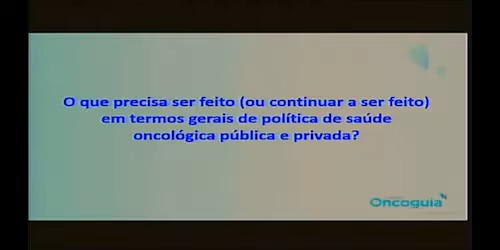 O que precisa ser feito (ou continuar a ser feito)
em termos gerais de política de saúde
oncológica pública e privada?
Oncoguia